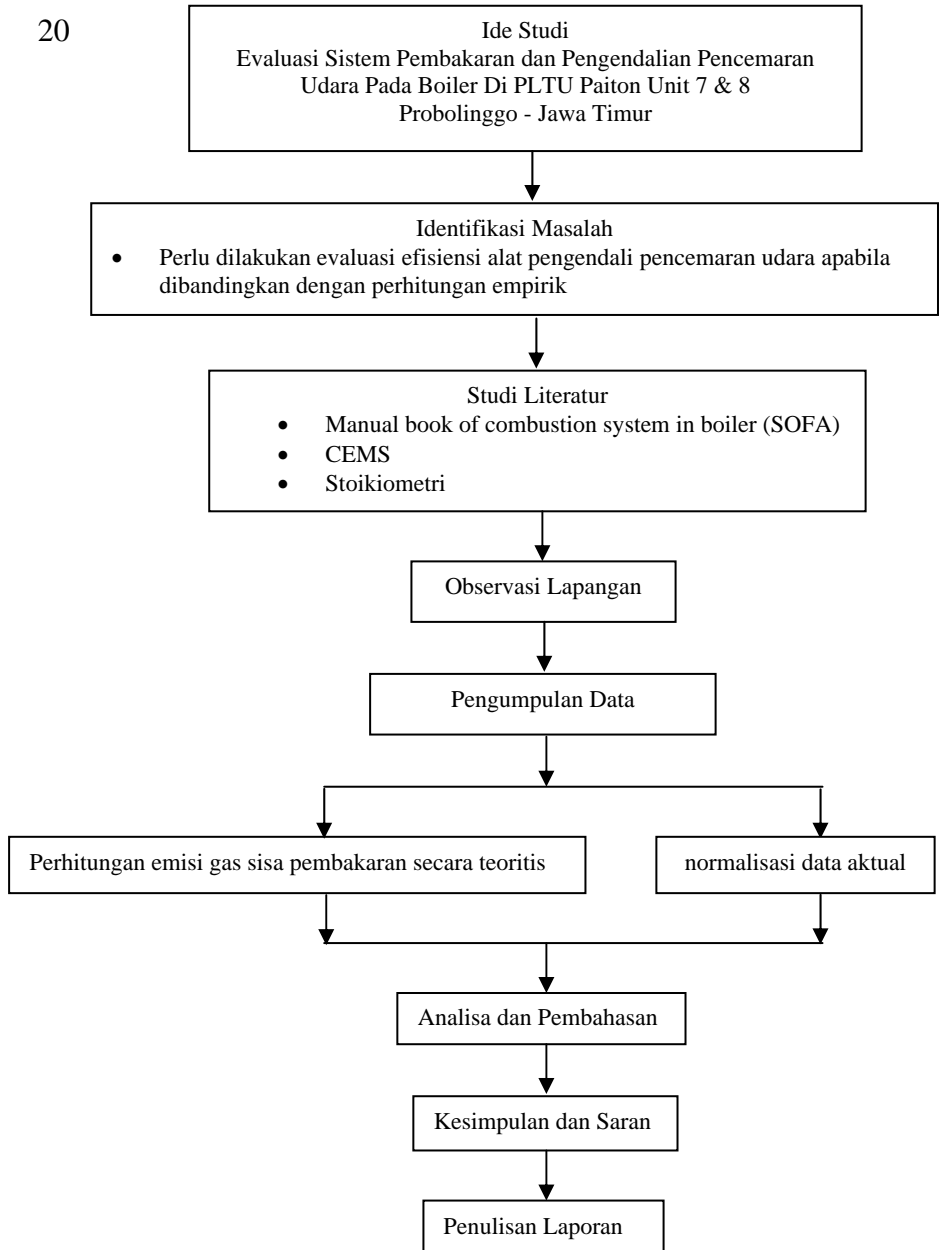 20
Ide Studi
Evaluasi Sistem Pembakaran dan Pengendalian Pencemaran
Udara Pada Boiler Di PLTU Paiton Unit 7 & 8
Probolinggo - Jawa Timur
Identifikasi Masalah
• Perlu dilakukan evaluasi efisiensi alat pengendali pencemaran udara apabila
dibandingkan dengan perhitungan empirik
Studi Literatur
• Manual book of combustion system in boiler (SOFA)
• CEMS
• Stoikiometri
Observasi Lapangan
Pengumpulan Data
Perhitungan emisi gas sisa pembakaran secara teoritis
normalisasi data aktual
Analisa dan Pembahasan
Kesimpulan dan Saran
Penulisan Laporan